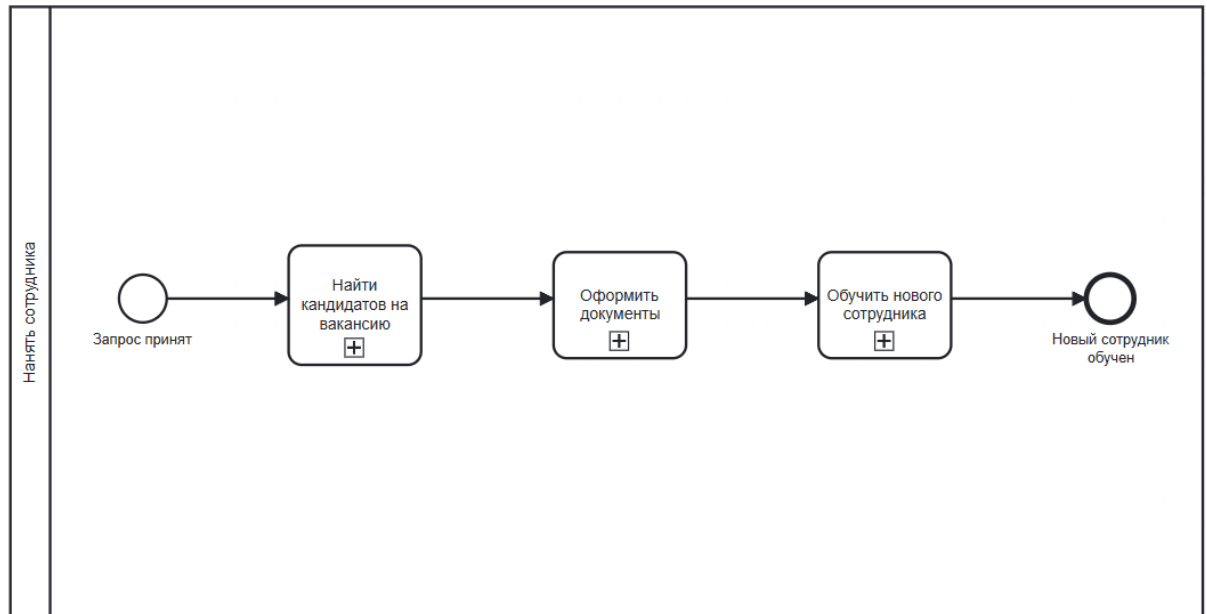 Нанять сотрудника
Запрос принят
Найти
кандидатов на
вакансию
Оформить
документы
Обучить нового
сотрудника
Новый сотрудник
обучен